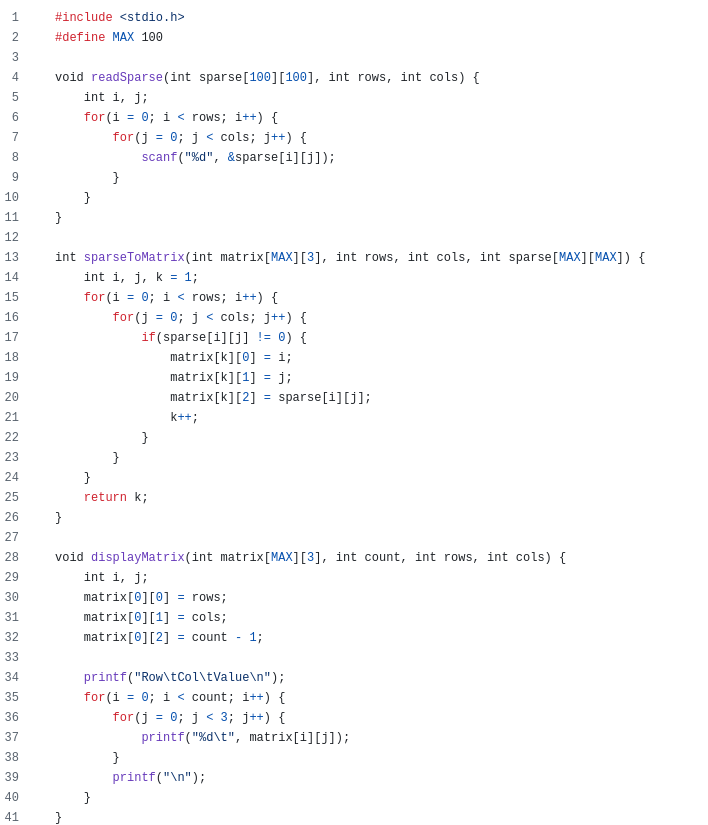 1 #include <stdio.h>
2 #define MAX 100
3
4 void readSparse(int sparse[100][100], int rows, int cols) {
5     int i, j;
6     for(i = 0; i < rows; i++) {
7         for(j = 0; j < cols; j++) {
8             scanf("%d", &sparse[i][j]);
9         }
10     }
11 }
12
13 int sparseToMatrix(int matrix[MAX][3], int rows, int cols, int sparse[MAX][MAX]) {
14     int i, j, k = 1;
15     for(i = 0; i < rows; i++) {
16         for(j = 0; j < cols; j++) {
17             if(sparse[i][j] != 0) {
18                 matrix[k][0] = i;
19                 matrix[k][1] = j;
20                 matrix[k][2] = sparse[i][j];
21                 k++;
22             }
23         }
24     }
25     return k;
26 }
27
28 void displayMatrix(int matrix[MAX][3], int count, int rows, int cols) {
29     int i, j;
30     matrix[0][0] = rows;
31     matrix[0][1] = cols;
32     matrix[0][2] = count - 1;
33
34     printf("Row\tCol\tValue\n");
35     for(i = 0; i < count; i++) {
36         for(j = 0; j < 3; j++) {
37             printf("%d\t", matrix[i][j]);
38         }
39         printf("\n");
40     }
41 }